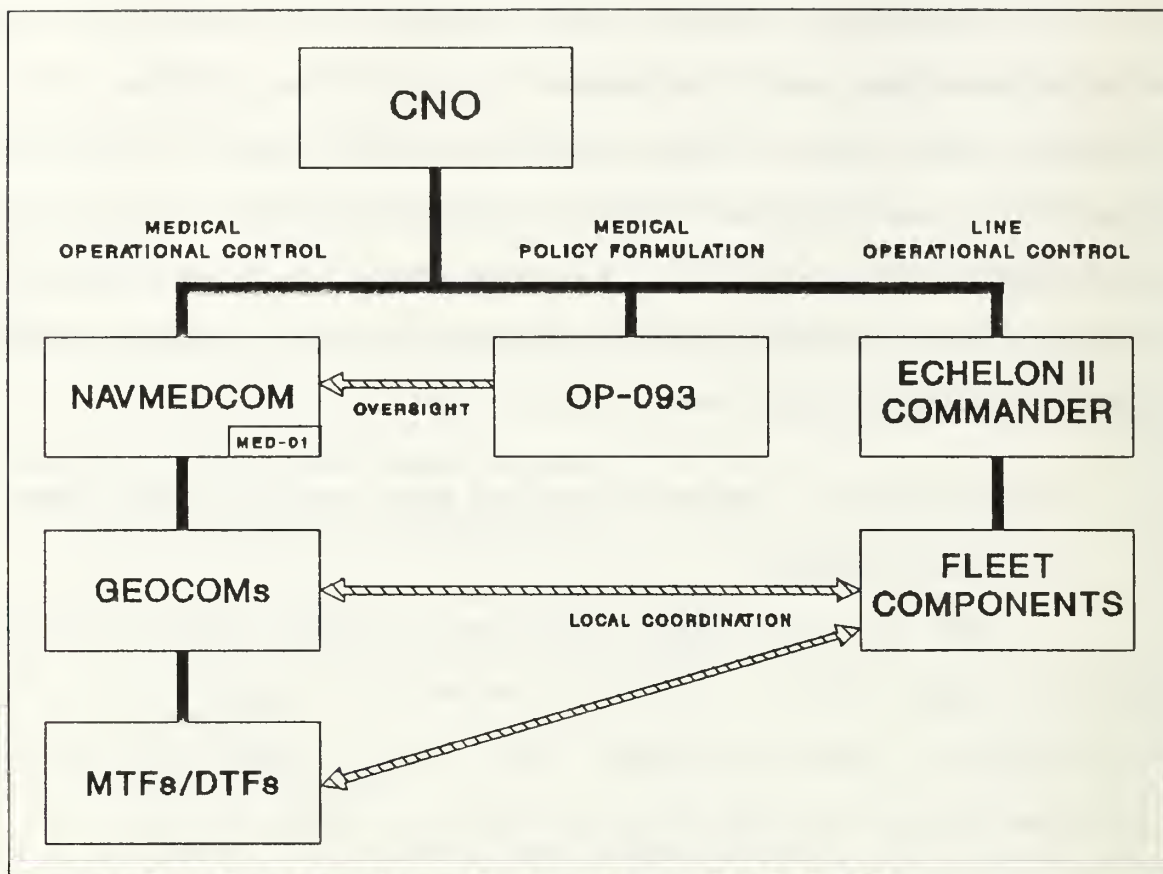 CNO
MEDICAL
OPERATIONAL CONTROL
MEDICAL
POLICY FORMULATION
LINE
OPERATIONAL CONTROL
NAVMEDCOM
MED-01
OVERSIGHT
OP-093
ECHELON II
COMMANDER
GEOCOMs
LOCAL COORDINATION
FLEET
COMPONENTS
MTFs/DTFs